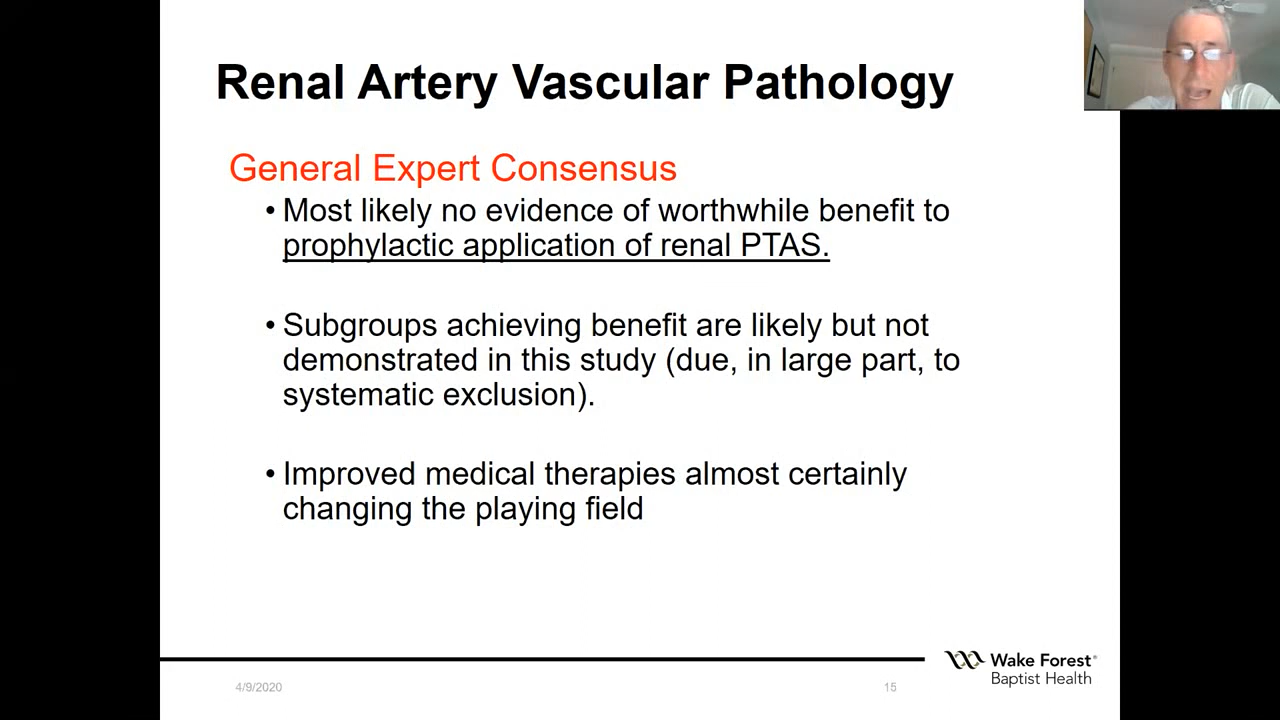 Renal Artery Vascular Pathology
General Expert Consensus
• Most likely no evidence of worthwhile benefit to
prophylactic application of renal PTAS.
• Subgroups achieving benefit are likely but not
demonstrated in this study (due, in large part, to
systematic exclusion).
• Improved medical therapies almost certainly
changing the playing field
Wake Forest®
Baptist Health
4/9/2020
15